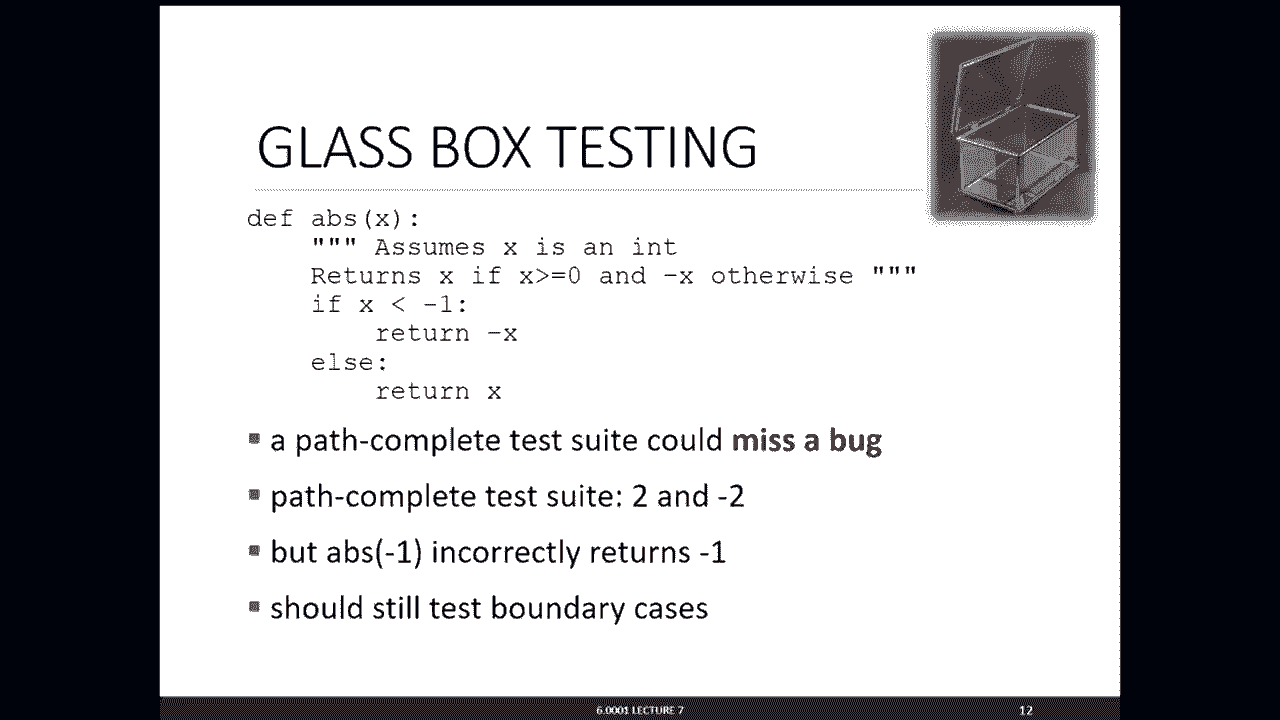 GLASS BOX TESTING
def abs(x):
    """ Assumes x is an int
    Returns x if x>=0 and -x otherwise """
    if x < -1:
        return -x
    else:
        return x
▪ a path-complete test suite could miss a bug
▪ path-complete test suite: 2 and -2
▪ but abs(-1) incorrectly returns -1
▪ should still test boundary cases
6.0001 LECTURE 7
12